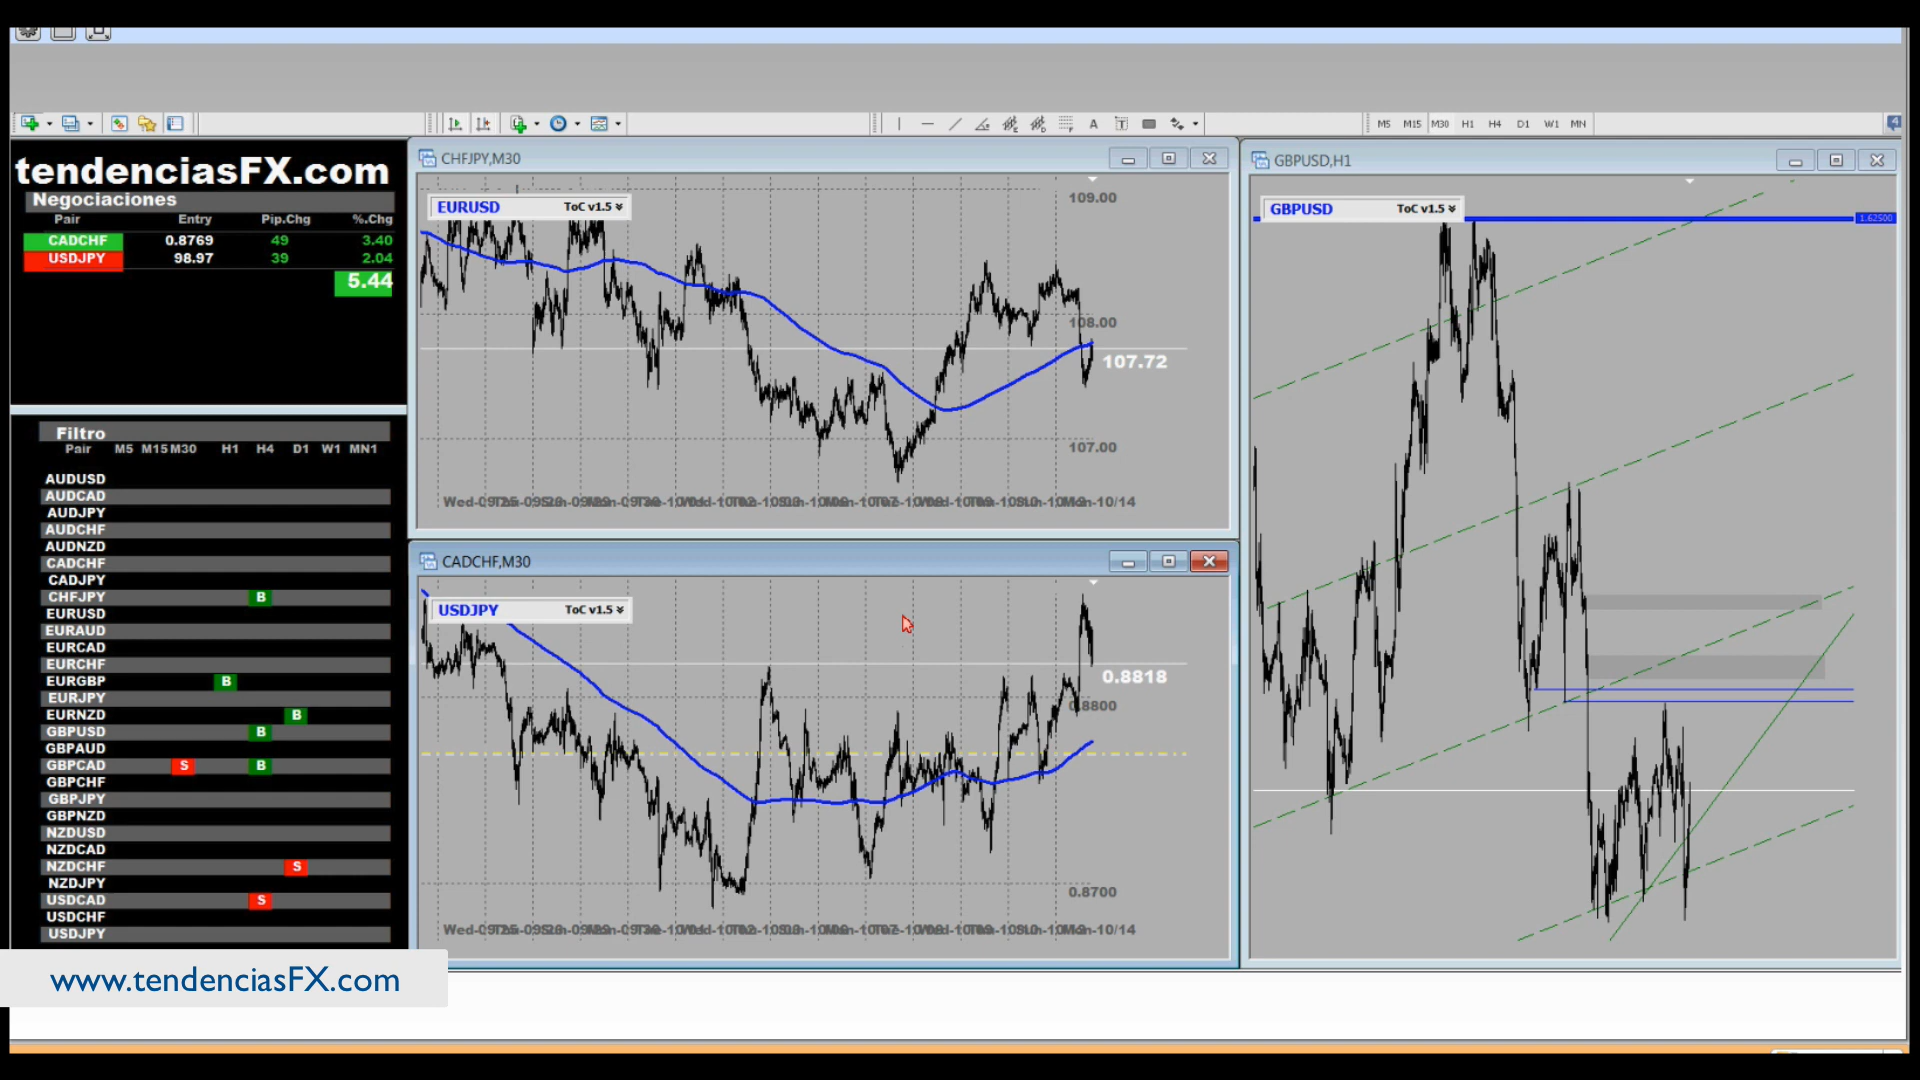 M5 M15 M30 H1 H4 D1 W1 MN
tendenciasFX.com
Negociaciones
Pair Entry Pip.Chg %.Chg
CADCHF 0.8769 49 3.40
USDJPY 98.97 39 2.04
5.44
Filtro
Pair M5 M15 M30 H1 H4 D1 W1 MN1
AUDUSD
AUDCAD
AUDJPY
AUDCHF
AUDNZD
CADCHF
CADJPY
CHFJPY B
EURUSD
EURAUD
EURCAD
EURCHF
EURGBP B
EURJPY
EURNZD B
GBPUSD B
GBPAUD
GBPCAD S B
GBPCHF
GBPJPY
GBPNZD
NZDUSD
NZDCAD
NZDCHF S
NZDJPY
USDCAD S
USDCHF
USDJPY
www.tendenciasFX.com
CHFJPY,M30
EURUSD ToC v1.5
109.00
108.00
107.72
107.00
CADCHF,M30
USDJPY ToC v1.5
0.8818
0.8800
0.8700
GBPUSD,H1
GBPUSD ToC v1.5
1.62500